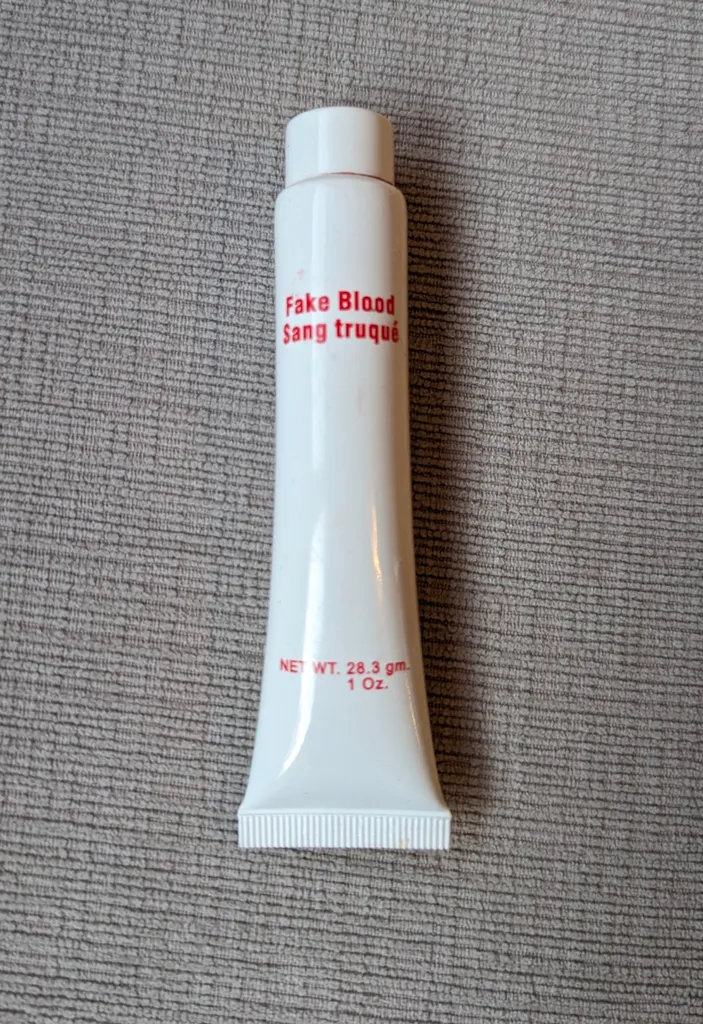 Fake Blood
Sang truqué
NET WT. 28.3 gm.
1 Oz.